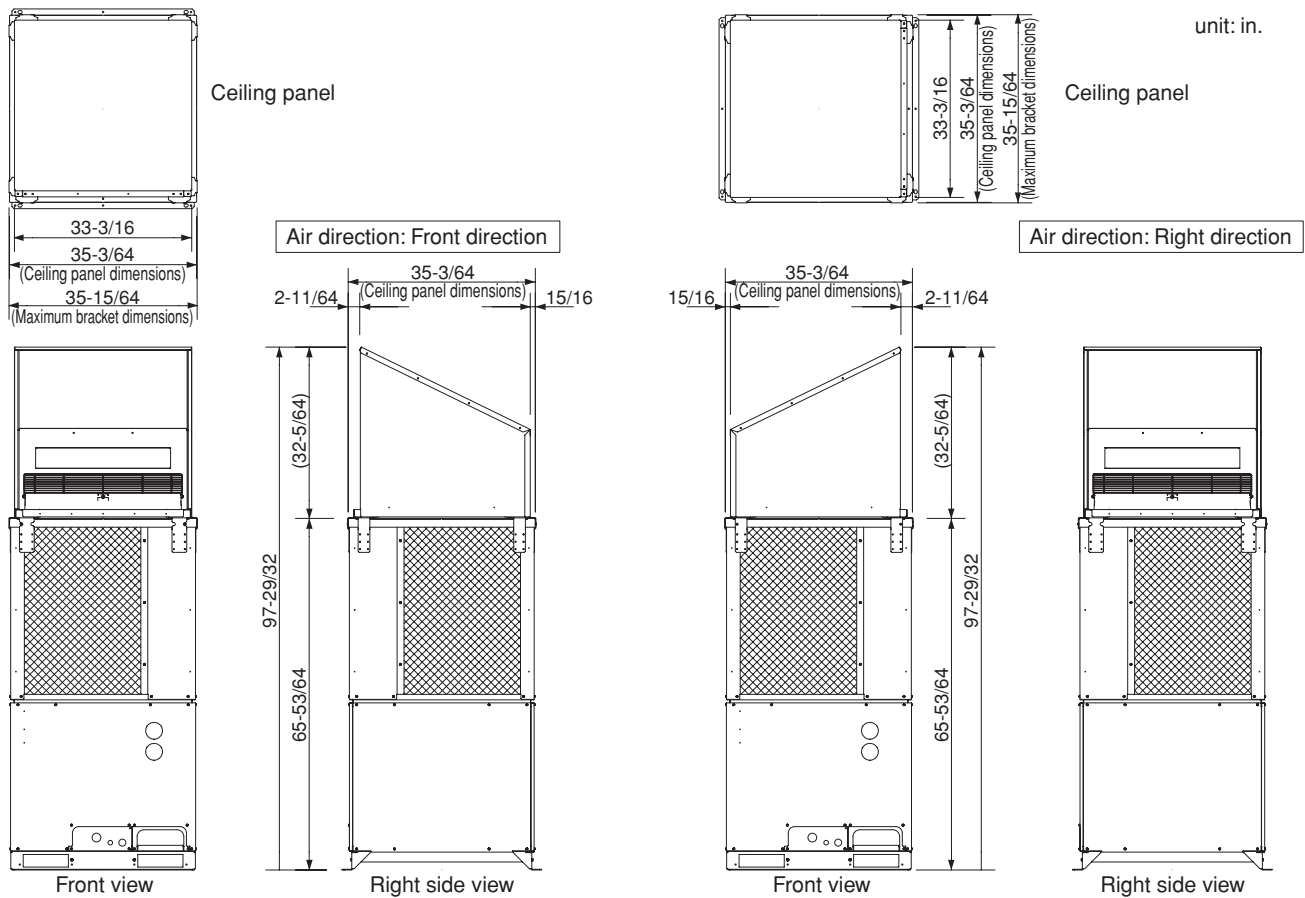 unit: in.
Ceiling panel
33-3/16
35-3/64
(Ceiling panel dimensions)
35-15/64
(Maximum bracket dimensions)
Ceiling panel
33-3/16
35-3/64
(Ceiling panel dimensions)
35-15/64
(Maximum bracket dimensions)
Air direction: Front direction
35-3/64
(Ceiling panel dimensions)
2-11/64
15/16
(32-5/64)
97-29/32
65-53/64
Front view
Right side view
Air direction: Right direction
35-3/64
(Ceiling panel dimensions)
15/16
2-11/64
(32-5/64)
97-29/32
65-53/64
Front view
Right side view